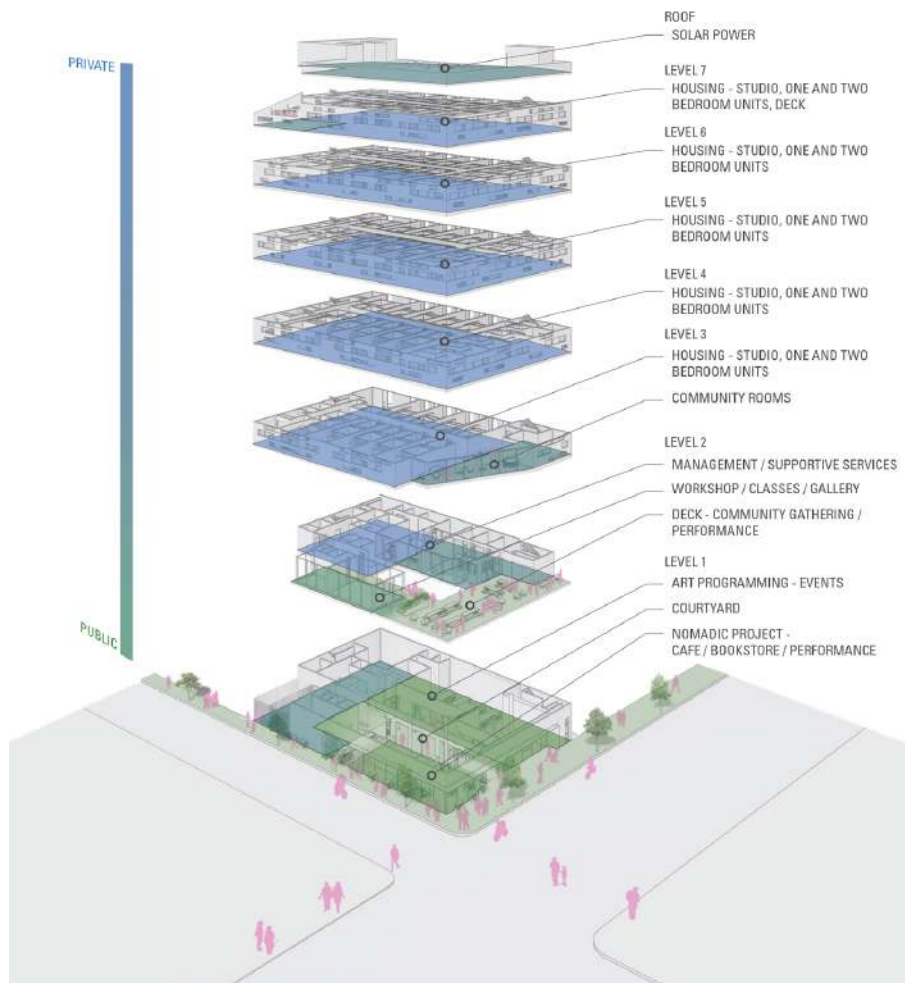 ROOF
SOLAR POWER
PRIVATE
LEVEL 7
HOUSING - STUDIO, ONE AND TWO
BEDROOM UNITS, DECK
LEVEL 6
HOUSING - STUDIO, ONE AND TWO
BEDROOM UNITS
LEVEL 5
HOUSING - STUDIO, ONE AND TWO
BEDROOM UNITS
LEVEL 4
HOUSING - STUDIO, ONE AND TWO
BEDROOM UNITS
LEVEL 3
HOUSING - STUDIO, ONE AND TWO
BEDROOM UNITS
COMMUNITY ROOMS
LEVEL 2
MANAGEMENT / SUPPORTIVE SERVICES
WORKSHOP / CLASSES / GALLERY
DECK - COMMUNITY GATHERING /
PERFORMANCE
LEVEL 1
ART PROGRAMMING - EVENTS
COURTYARD
NOMADIC PROJECT -
CAFE / BOOKSTORE / PERFORMANCE
PUBLIC